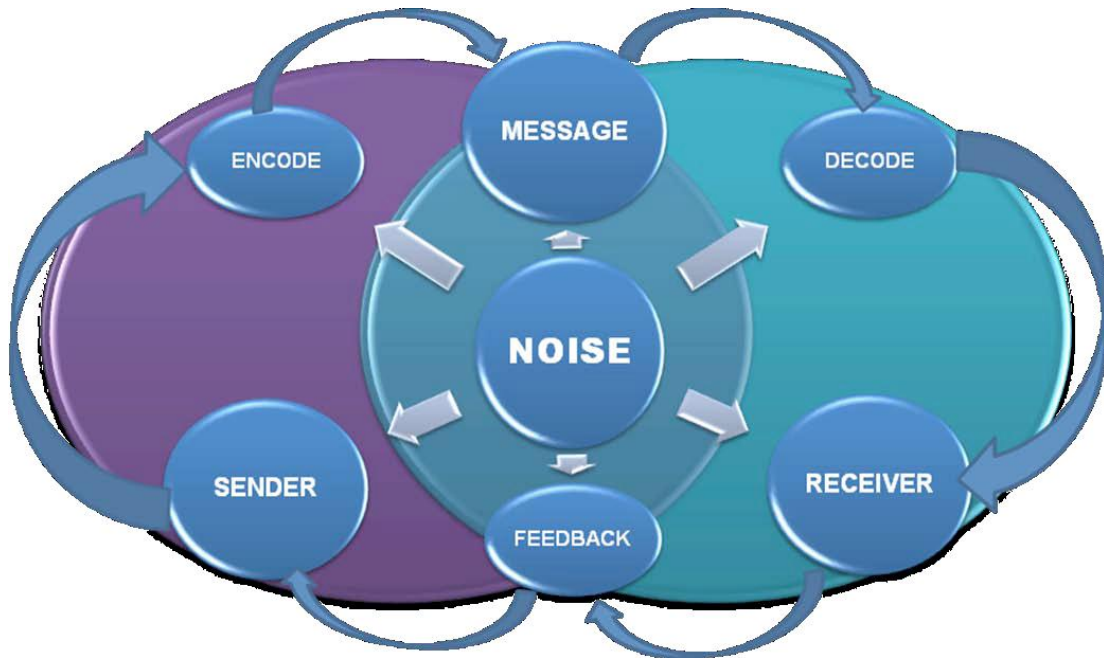 MESSAGE
ENCODE
DECODE
NOISE
SENDER
RECEIVER
FEEDBACK